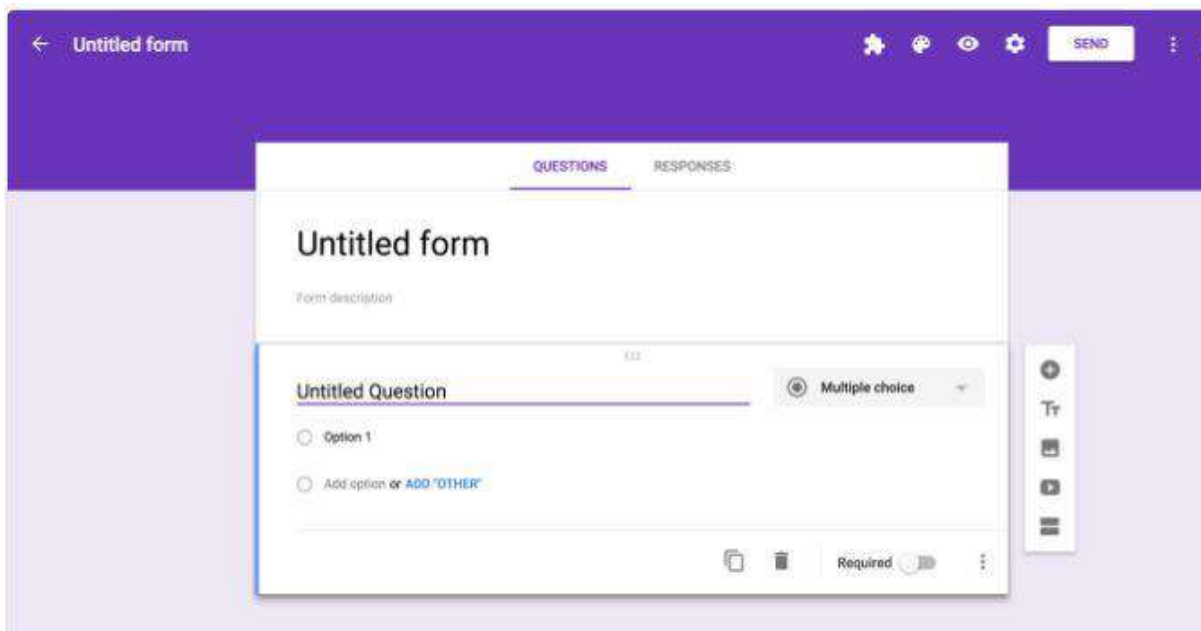 Untitled form
SEND
QUESTIONS RESPONSES
Untitled form
Form description
Untitled Question
Multiple choice
Option 1
Add option or ADD "OTHER"
Required